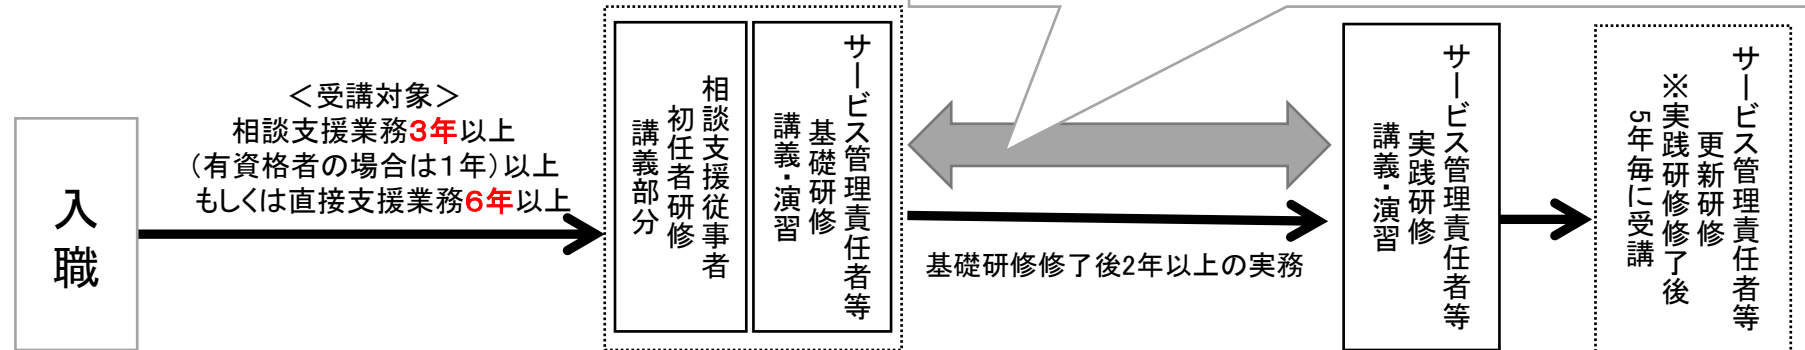 入職
＜受講対象＞
相談支援業務３年以上
（有資格者の場合は１年）以上
もしくは直接支援業務６年以上
相談支援従事者
初任者研修
講義部分
サービス管理責任者等
基礎研修
講義・演習
基礎研修修了後2年以上の実務
サービス管理責任者等
実践研修
講義・演習
サービス管理責任者等
更新研修
※実践研修修了後
５年毎に受講